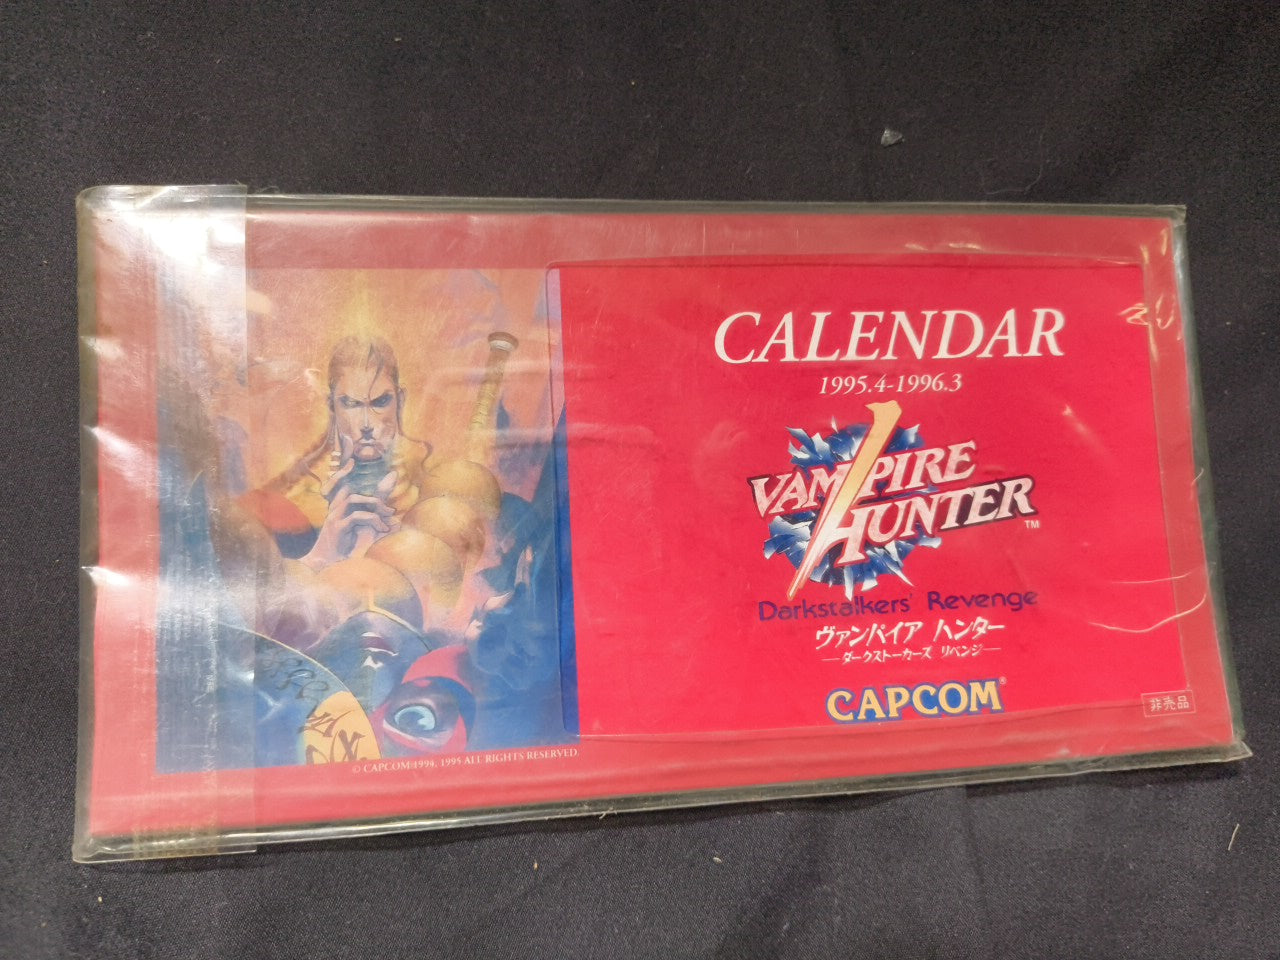 CALENDAR
1995.4-1996.3
VAMPIRE
HUNTER
TM
Darkstalkers' Revenge
ヴァンパイア ハンター
—ダークストーカーズ リベンジ—
CAPCOM®
非売品
© CAPCOM 1994, 1995 ALL RIGHTS RESERVED.